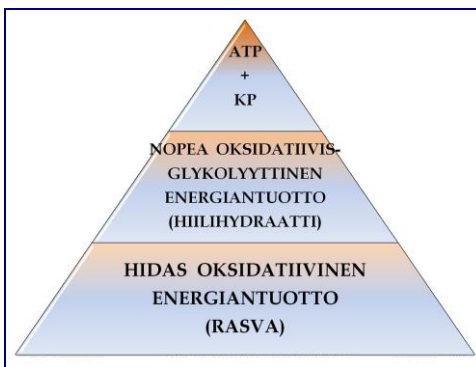 ATP
+
KP
NOPEA OKSIDATIIVIS-
GLYKOLYYTTINEN
ENERGIANTUOTTO
(HIILIHYDRAATTI)
HIDAS OKSIDATIIVINEN
ENERGIANTUOTTO
(RASVA)